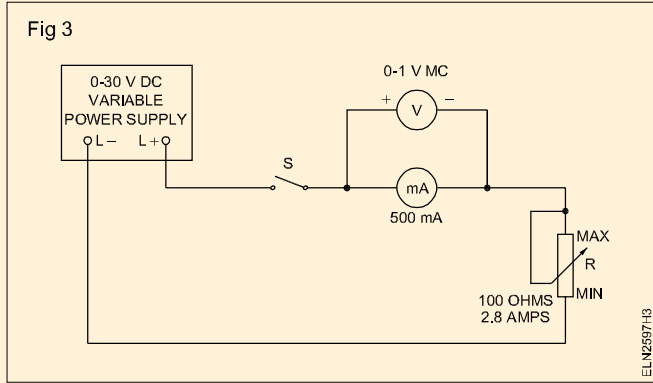 Fig 3
0-30 V DC
VARIABLE
POWER SUPPLY
L- L+
S
0-1 V MC
+ V -
mA
500 mA
MAX
R
MIN
100 OHMS
2.8 AMPS
ELN2597H3